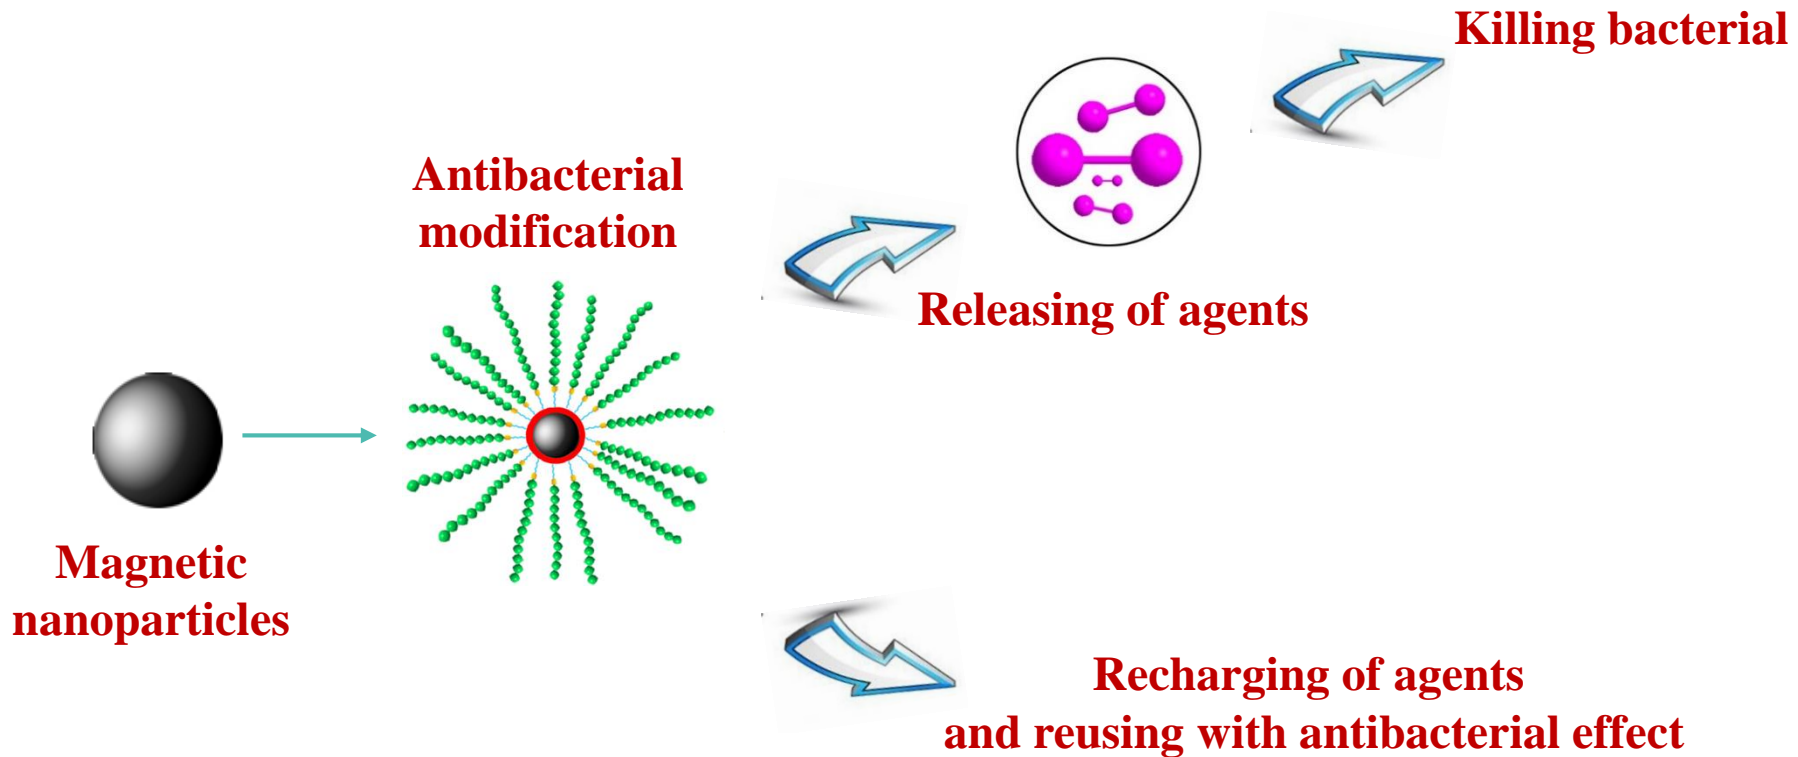 Killing bacterial
Antibacterial
modification
Releasing of agents
Magnetic
nanoparticles
Recharging of agents
and reusing with antibacterial effect